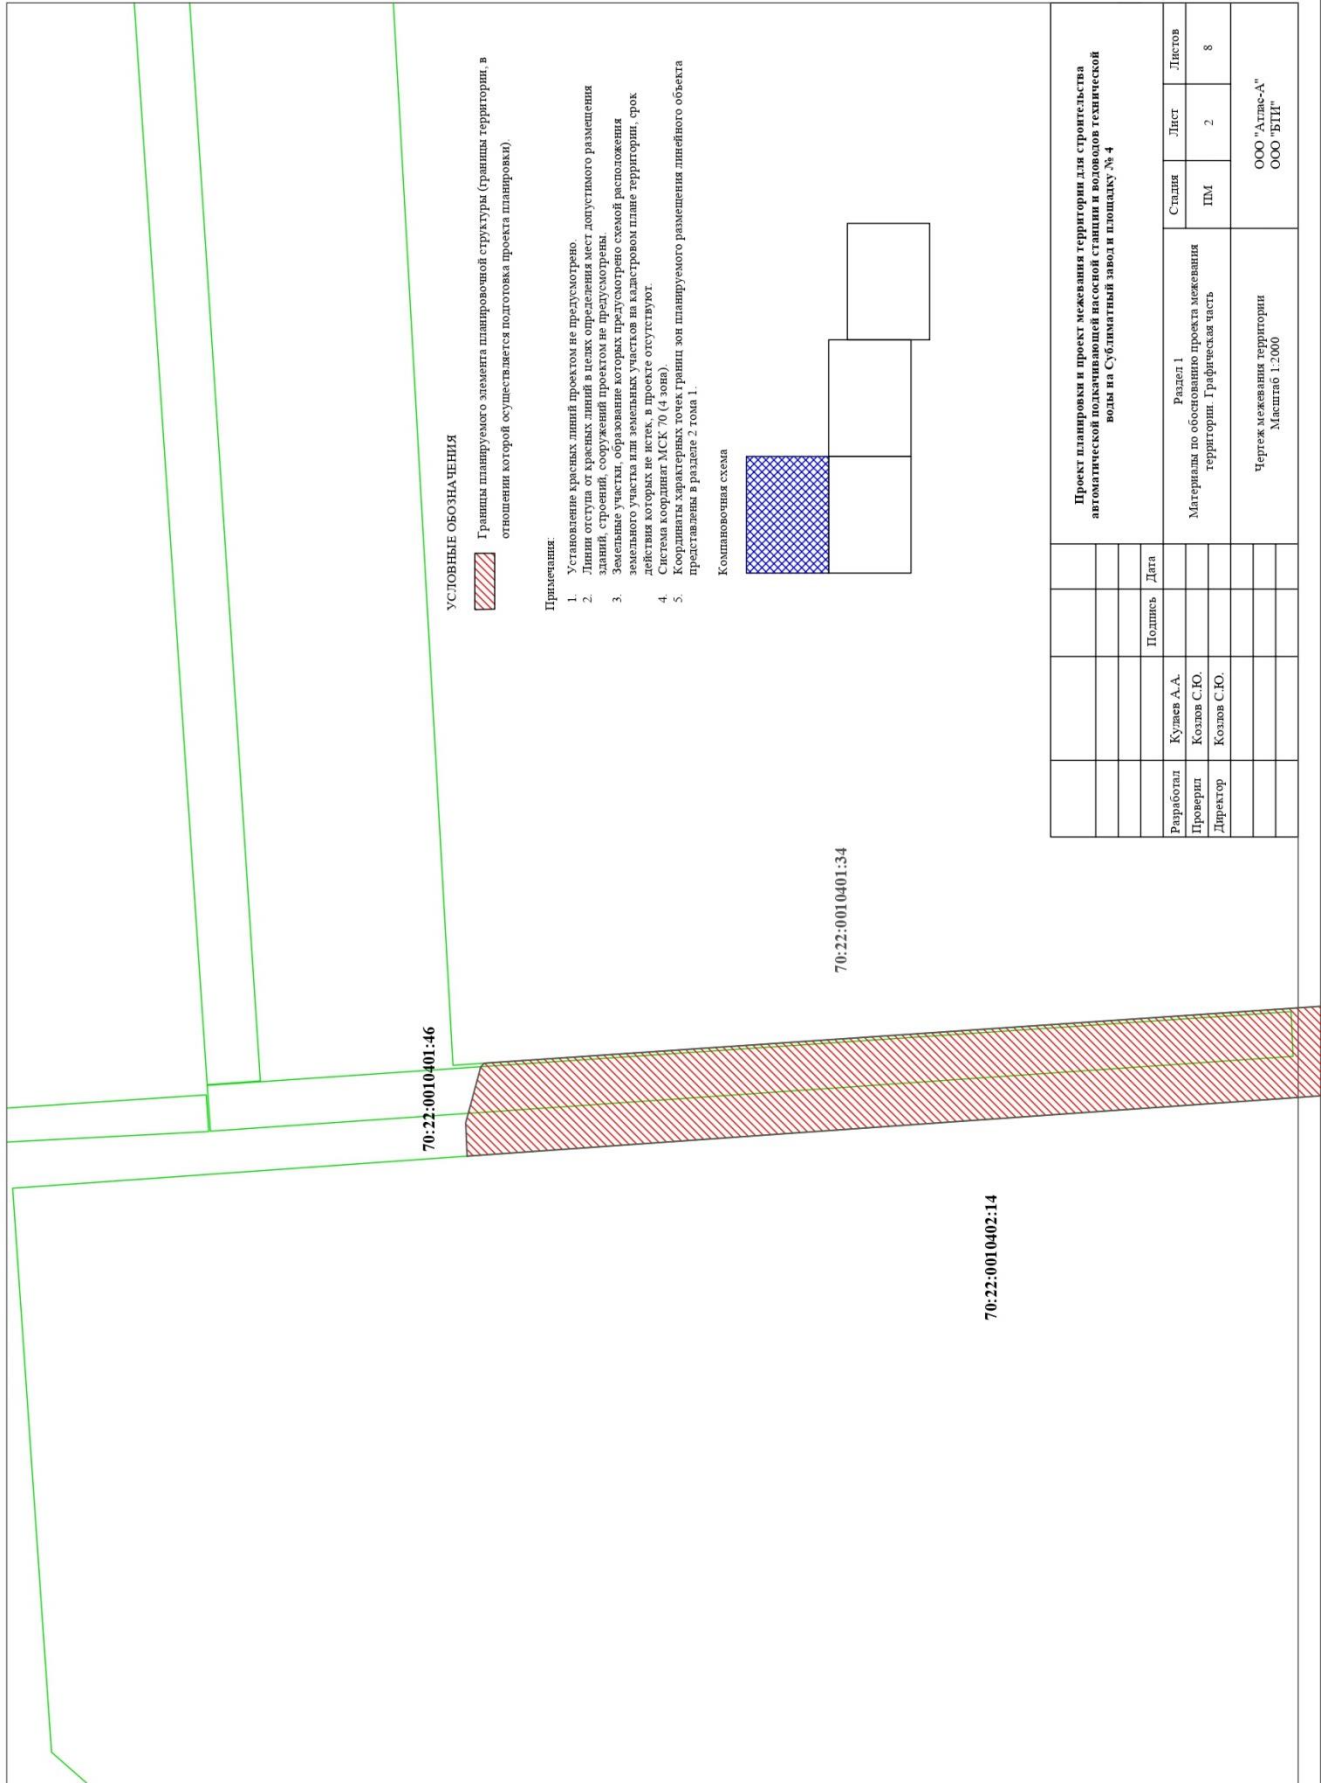 70:22:0010401:46
70:22:0010401:34
70:22:0010402:14
УСЛОВНЫЕ ОБОЗНАЧЕНИЯ
Границы планируемого элемента планировочной структуры (границы территории, в
отношении которой осуществляется подготовка проекта планировки).
Примечания:
1. Установление красных линий проектом не предусмотрено.
2. Линии отступа от красных линий в целях определения мест допустимого размещения
зданий, строений, сооружений проектом не предусмотрены.
3. Земельные участки, образование которых предусмотрено схемой расположения
земельного участка или земельных участков на кадастровом плане территории, срок
действия которых не истек, в проекте отсутствуют.
4. Система координат МСК 70 (4 зона).
5. Координаты характерных точек границ зон планируемого размещения линейного объекта
представлены в разделе 2 тома 1.
Компановочная схема
Проект планировки и проект межевания территории для строительства
автоматической подкачивающей насосной станции и водоводов технической
воды на Сублиматный завод и площадку № 4
Подпись Дата
Разработал Кулаев А.А.
Проверил Козлов С.Ю.
Директор Козлов С.Ю.
Раздел 1
Материалы по обоснованию проекта межевания
территории. Графическая часть
Стадия Лист Листов
ПМ 2 8
Чертеж межевания территории
Масштаб 1:2000
ООО "Атлас-А"
ООО "БТИ"